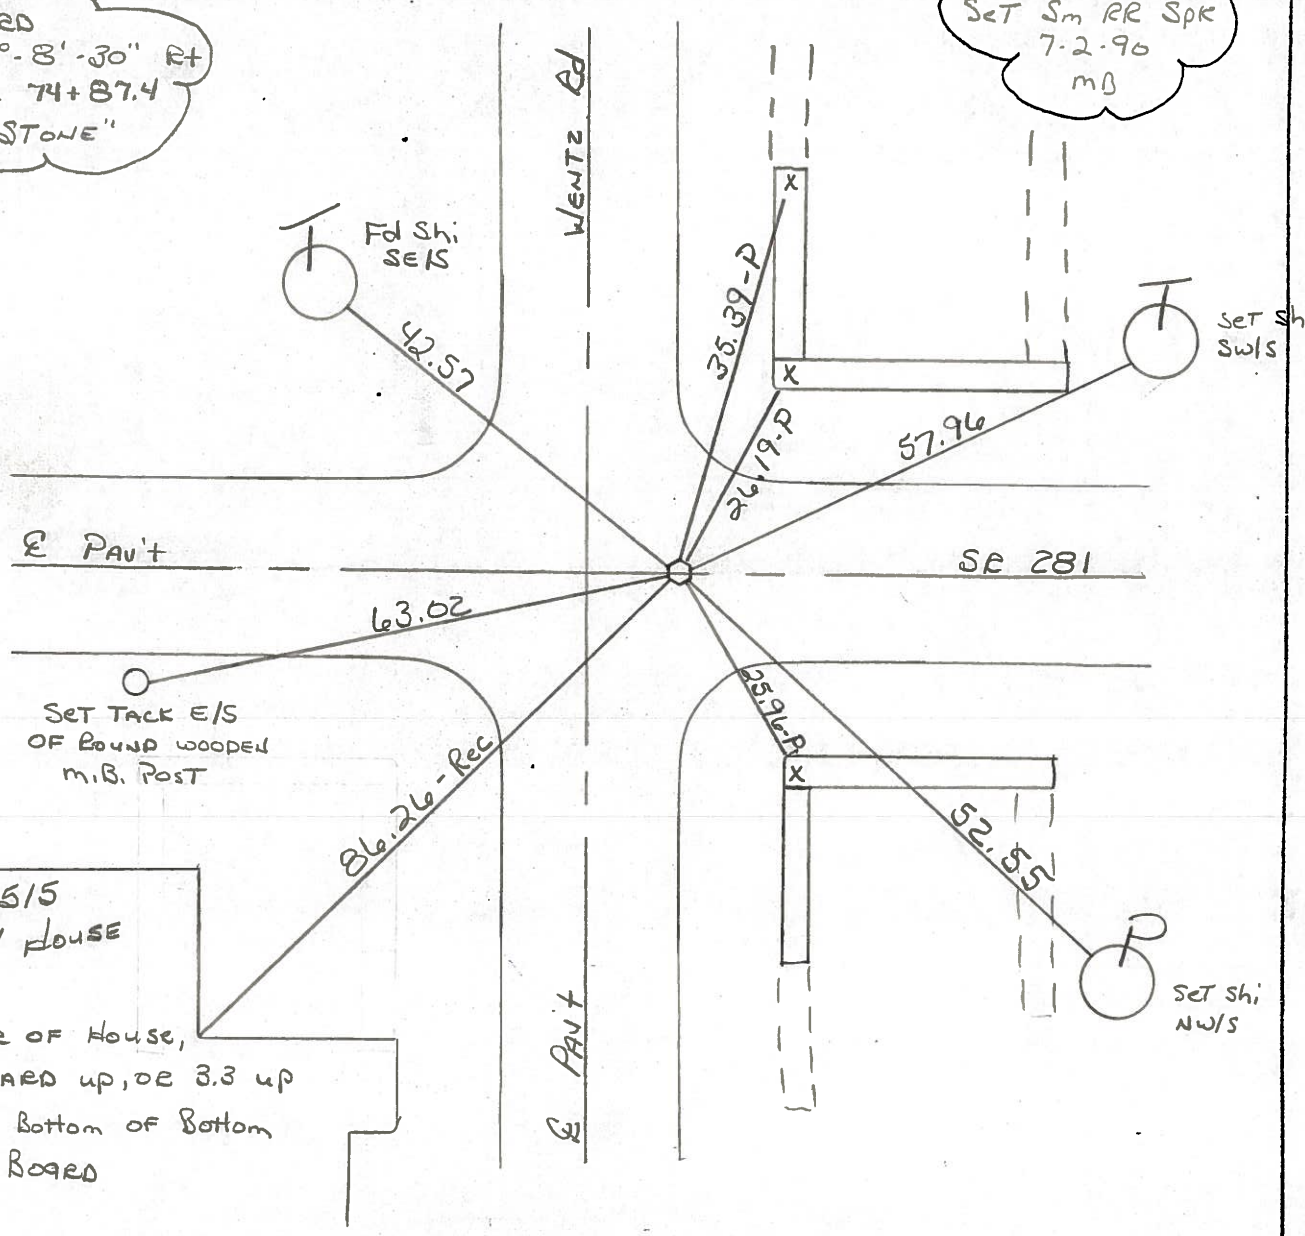 RD
°-8'-30" Rt
74+87.4
STONE"
SeT Sm RR Spk
7-2-90
mB
WENTZ Rd
Fd Shi
SE/S
42.57
35.39-P
X
X
26.19-P
57.96
SeT Sh
SW/S
℄ PAV't
SR 281
63.02
SeT TACK E/S
OF ROUND WOODEN
M.B. POST
86.26-Rec
25.96-P
X
52.55
SeT Shi
NW/S
℄ PAV't
House
OF House,
UP, OR 3.3 UP
Bottom OF Bottom
BOARD